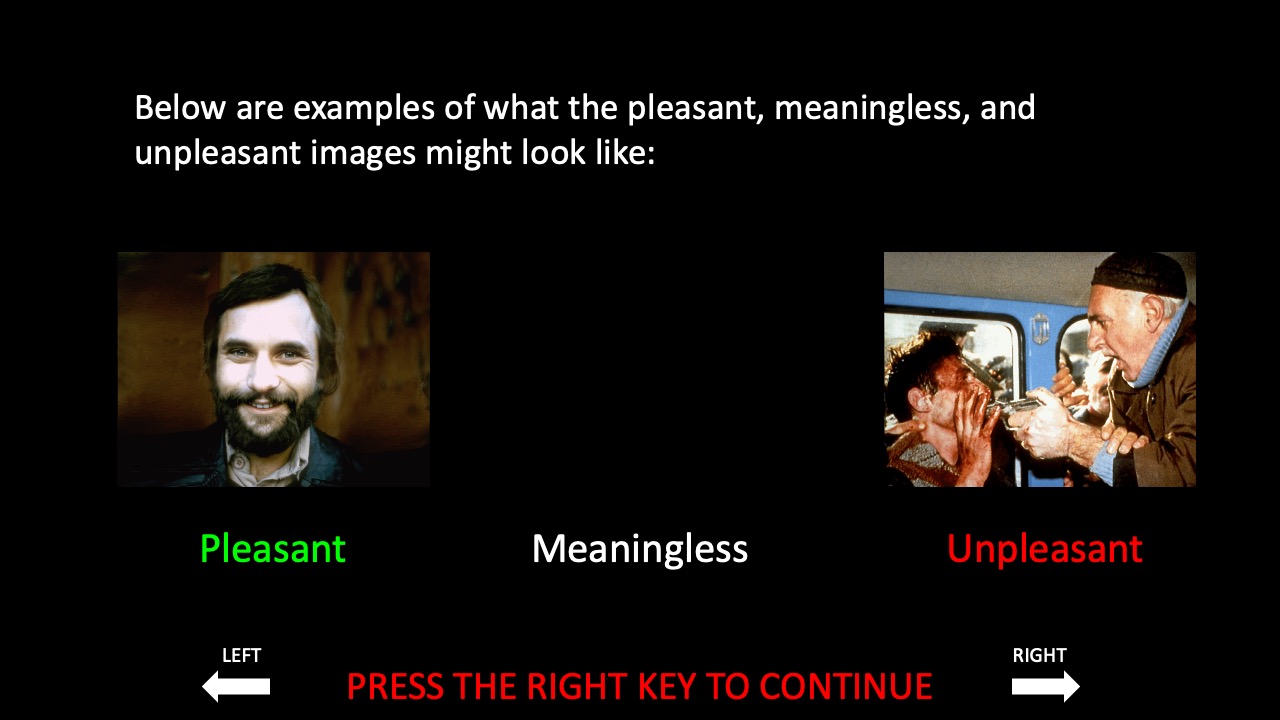 Below are examples of what the pleasant, meaningless, and
unpleasant images might look like:
Pleasant
Meaningless
Unpleasant
LEFT
RIGHT
PRESS THE RIGHT KEY TO CONTINUE